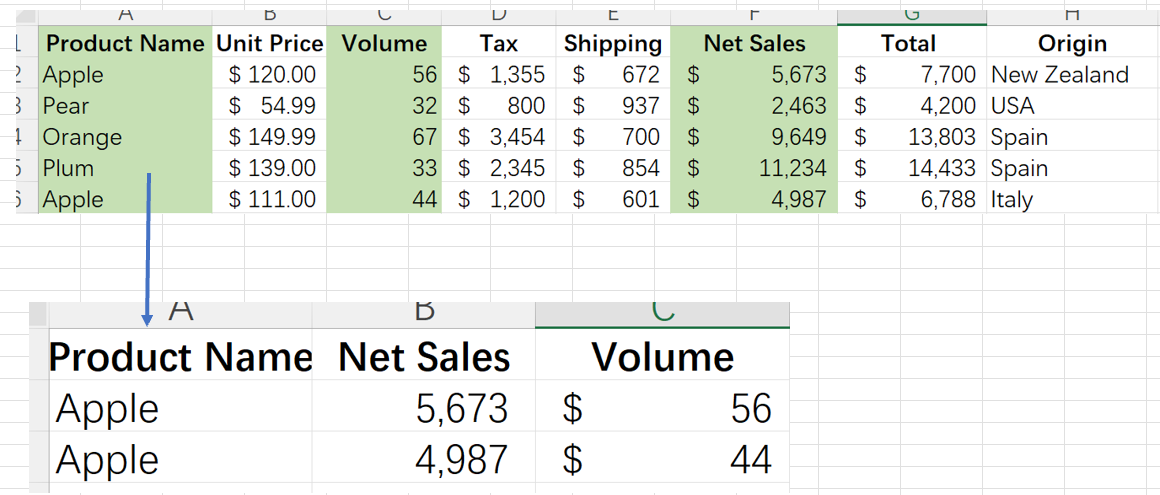 A B C D E F G H
1 Product Name Unit Price Volume Tax Shipping Net Sales Total Origin
2 Apple $ 120.00 56 $ 1,355 $ 672 $ 5,673 $ 7,700 New Zealand
3 Pear $ 54.99 32 $ 800 $ 937 $ 2,463 $ 4,200 USA
4 Orange $ 149.99 67 $ 3,454 $ 700 $ 9,649 $ 13,803 Spain
5 Plum $ 139.00 33 $ 2,345 $ 854 $ 11,234 $ 14,433 Spain
6 Apple $ 111.00 44 $ 1,200 $ 601 $ 4,987 $ 6,788 Italy
A B C
Product Name Net Sales Volume
Apple 5,673 $ 56
Apple 4,987 $ 44